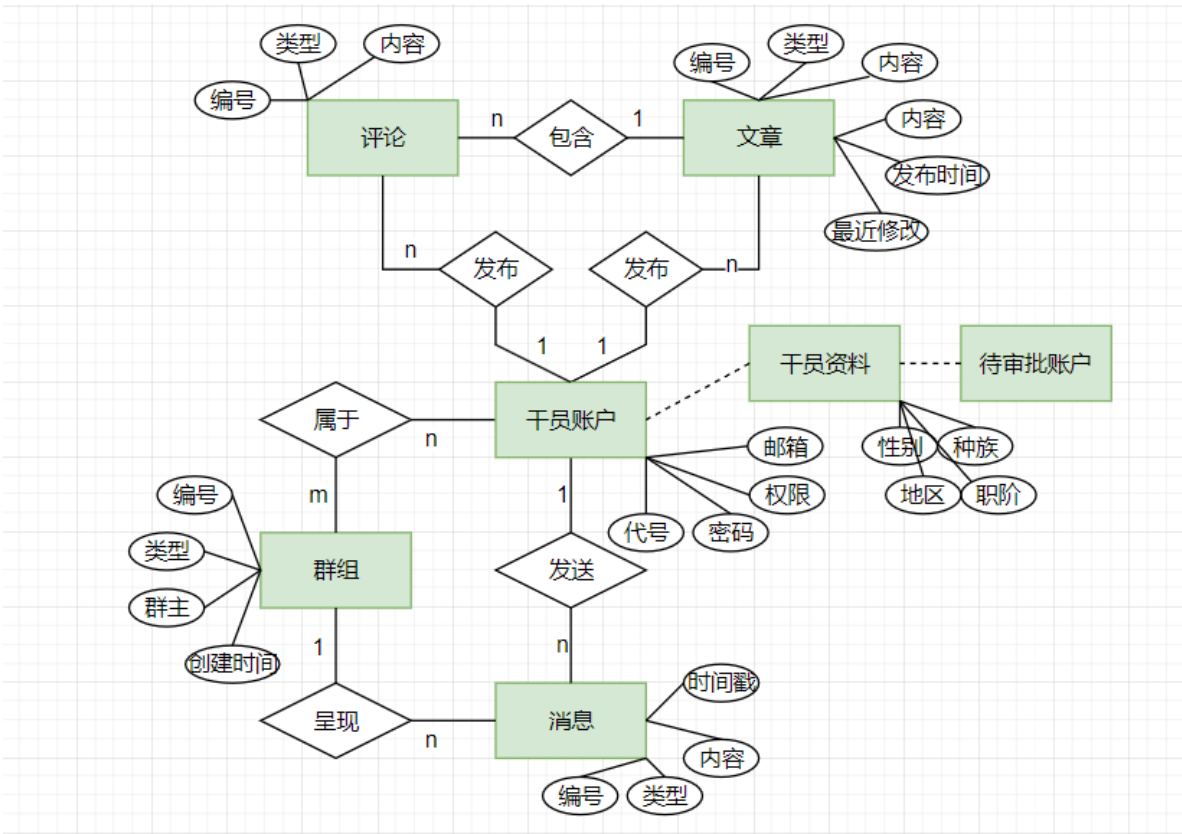 类型
内容
编号
评论
n
包含
1
编号
类型
内容
文章
内容
发布时间
最近修改
n
发布
发布
n
1
1
干员资料
待审批账户
性别
种族
地区
职阶
属于
n
干员账户
邮箱
权限
代号
密码
m
1
编号
类型
群主
创建时间
群组
发送
1
n
呈现
n
消息
时间戳
内容
编号
类型